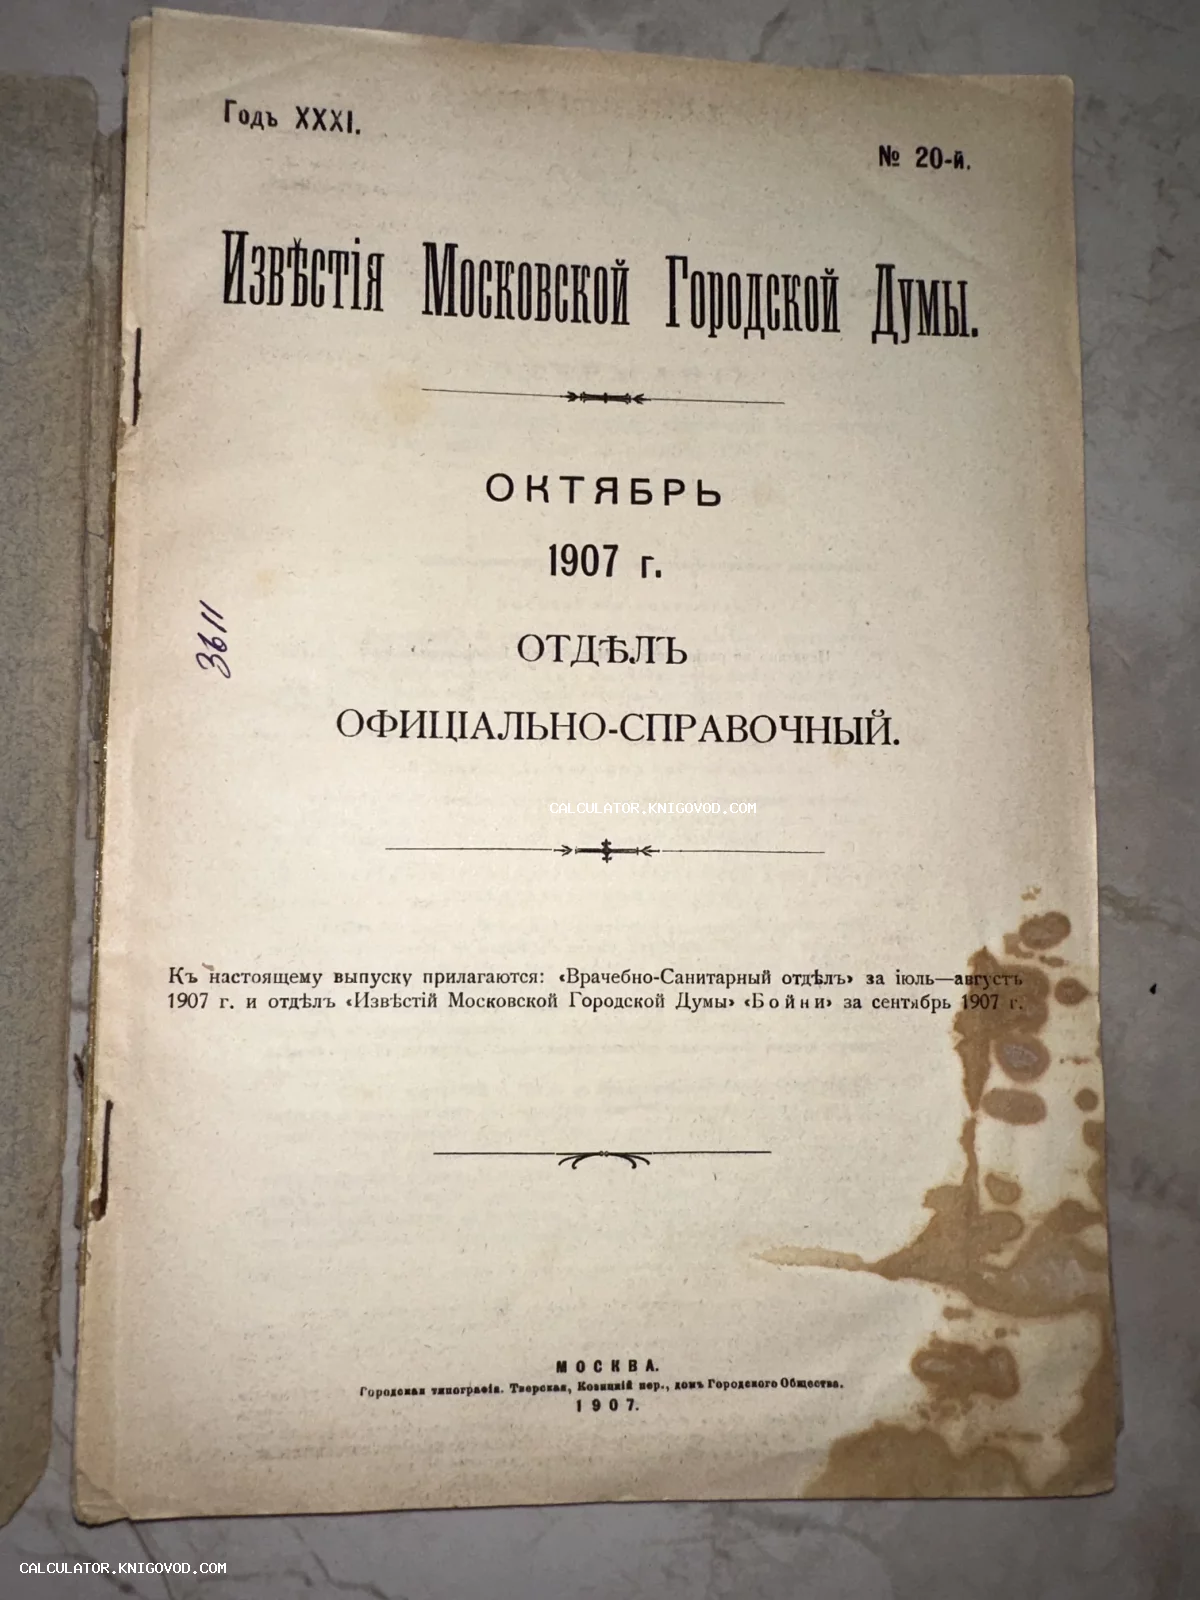 Годъ XXXI.
№ 20-й.
Извѣстія Московской Городской Думы.
ОКТЯБРЬ
1907 г.
ОТДѢЛЪ
ОФИЦІАЛЬНО-СПРАВОЧНЫЙ.
3611
CALCULATOR.KNIGOVOD.COM
Къ настоящему выпуску прилагаются: «Врачебно-Санитарный отдѣлъ» за іюль—августъ
1907 г. и отдѣлъ «Извѣстій Московской Городской Думы» «Бойни» за сентябрь 1907 г.
МОСКВА.
Городская типографія. Тверская, Козицкій пер., домъ Городского Общества.
1907.
CALCULATOR.KNIGOVOD.COM